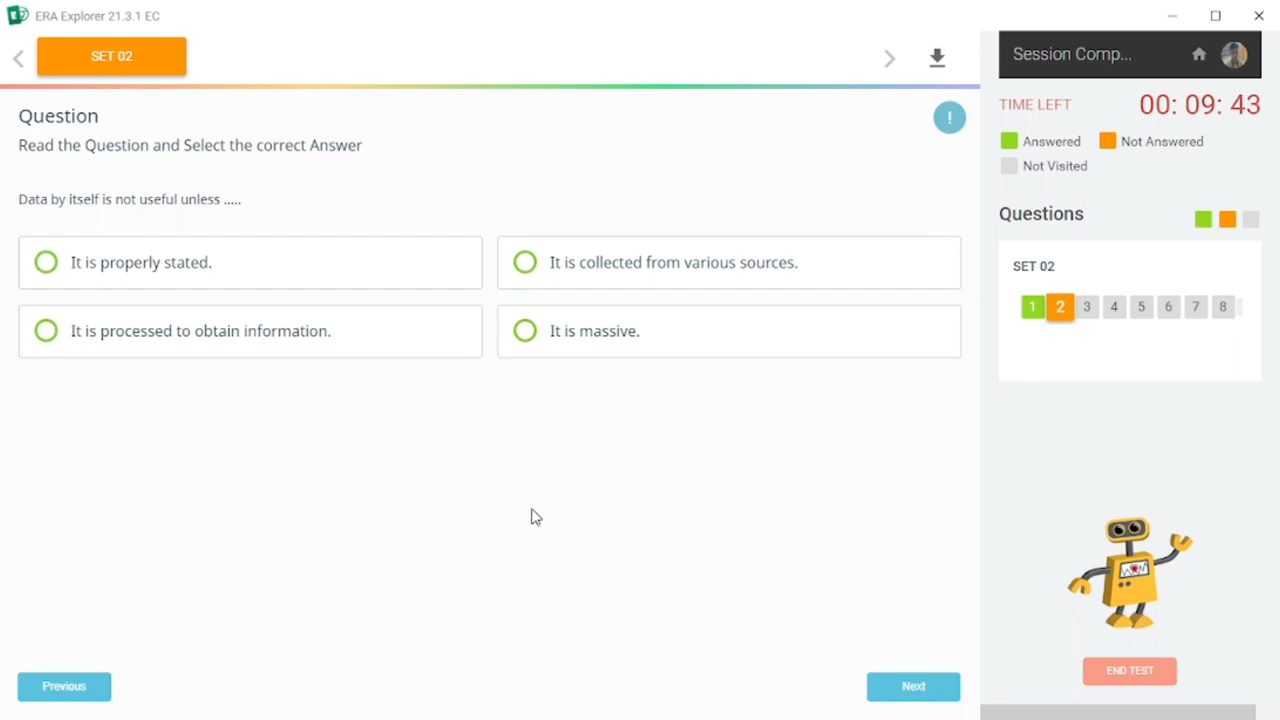 ERA Explorer 21.3.1 EC
SET 02
Session Comp...
TIME LEFT 00: 09: 43
Answered Not Answered
Not Visited
Question
Read the Question and Select the correct Answer
!
Data by itself is not useful unless .....
It is properly stated.
It is collected from various sources.
It is processed to obtain information.
It is massive.
Questions
SET 02
1 2 3 4 5 6 7 8
Previous
Next
END TEST